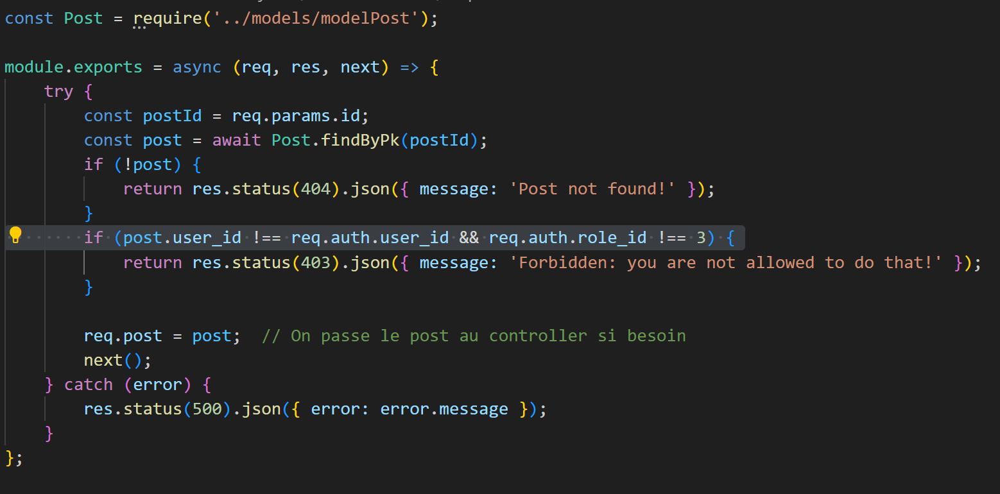 const Post = require('../models/modelPost');
module.exports = async (req, res, next) => {
try {
const postId = req.params.id;
const post = await Post.findByPk(postId);
if (!post) {
return res.status(404).json({ message: 'Post not found!' });
}
if (post.user_id !== req.auth.user_id && req.auth.role_id !== 3) {
return res.status(403).json({ message: 'Forbidden: you are not allowed to do that!' });
}
req.post = post;  // On passe le post au controller si besoin
next();
} catch (error) {
res.status(500).json({ error: error.message });
}
};